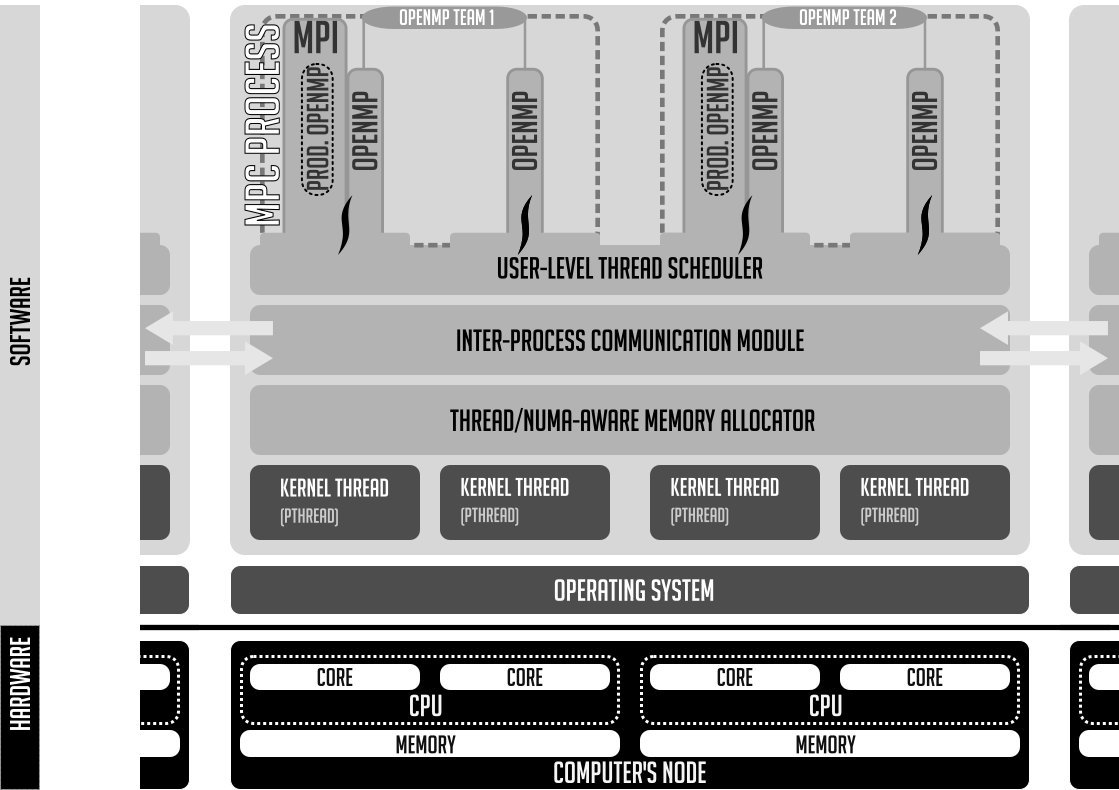 OPENMP TEAM 1
OPENMP TEAM 2
MPC PROCESS
MPI
PROD. OPENMP
OPENMP
OPENMP
MPI
PROD. OPENMP
OPENMP
OPENMP
SOFTWARE
USER-LEVEL THREAD SCHEDULER
INTER-PROCESS COMMUNICATION MODULE
THREAD/NUMA-AWARE MEMORY ALLOCATOR
KERNEL THREAD
(PTHREAD)
KERNEL THREAD
(PTHREAD)
KERNEL THREAD
(PTHREAD)
KERNEL THREAD
(PTHREAD)
OPERATING SYSTEM
HARDWARE
CORE
CORE
CORE
CORE
CPU
CPU
MEMORY
MEMORY
COMPUTER'S NODE